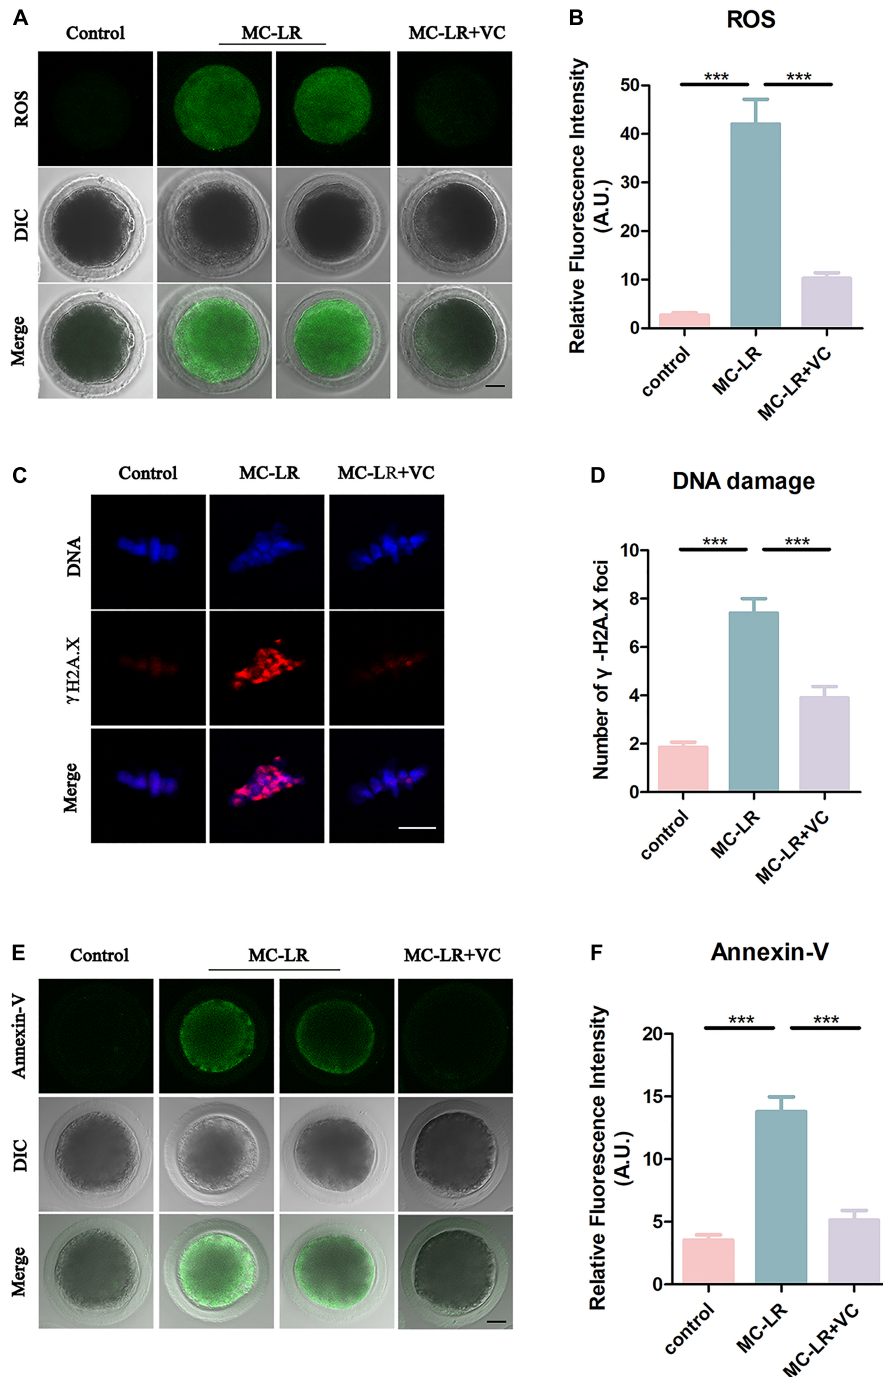 A
Control MC-LR MC-LR+VC
ROS
DIC
Merge
B
ROS
Relative Fluorescence Intensity
(A.U.)
50
40
30
20
10
0
*** ***
control MC-LR MC-LR+VC
C
Control MC-LR MC-LR+VC
DNA
γH2A.X
Merge
D
DNA damage
Number of γ -H2A.X foci
10
8
6
4
2
0
*** ***
control MC-LR MC-LR+VC
E
Control MC-LR MC-LR+VC
Annexin-V
DIC
Merge
F
Annexin-V
Relative Fluorescence Intensity
(A.U.)
20
15
10
5
0
*** ***
control MC-LR MC-LR+VC